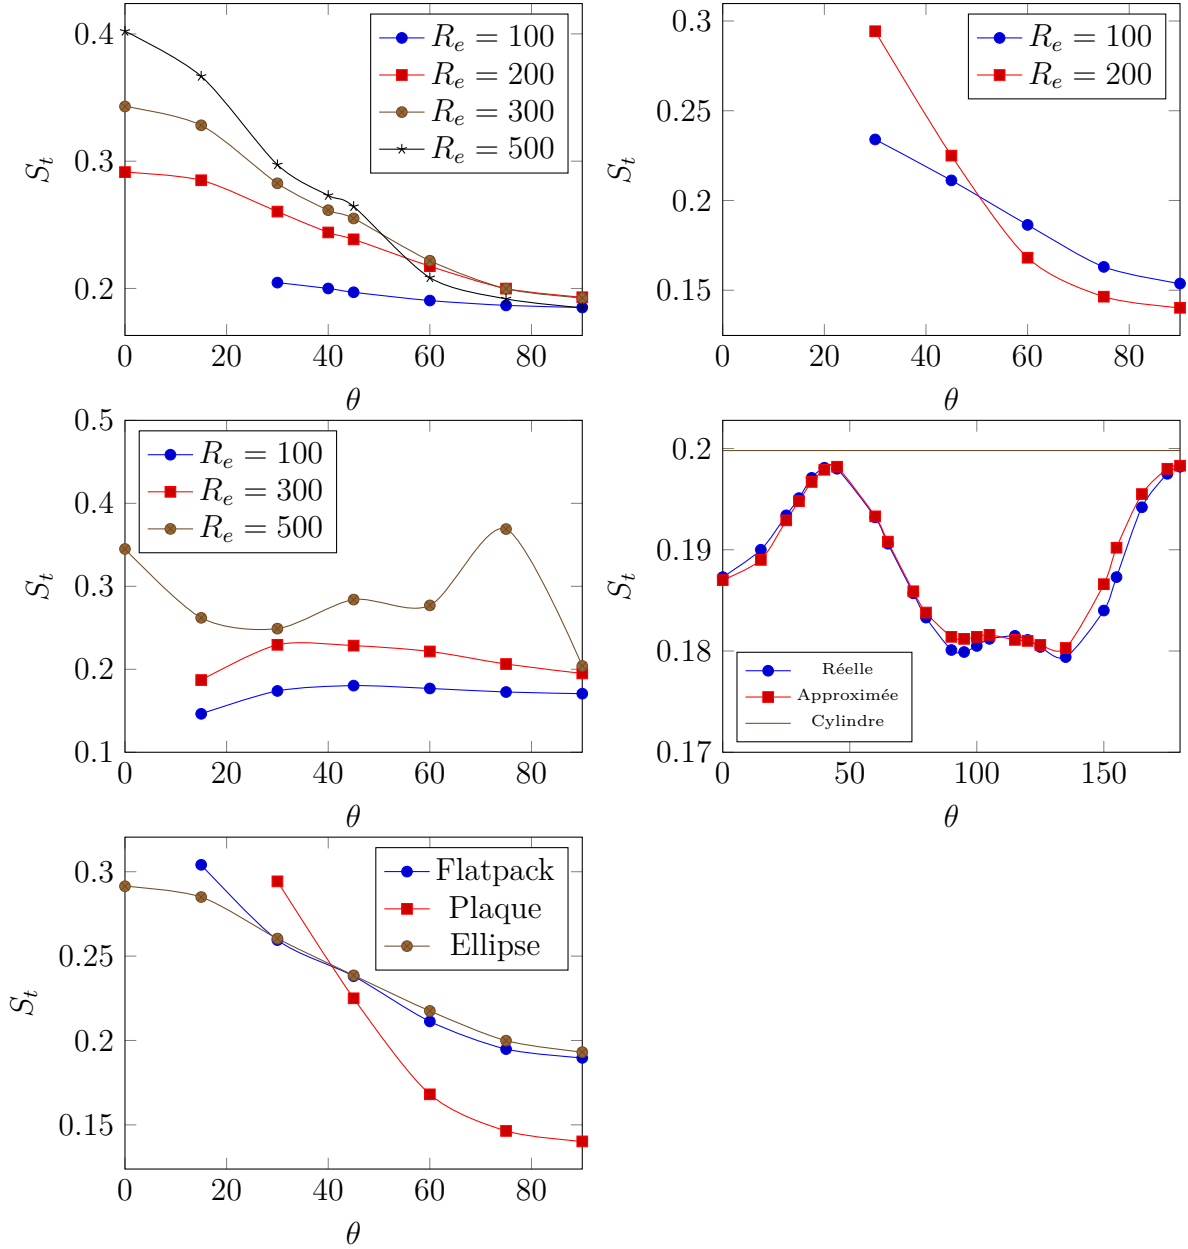 0.4
0.3
0.2
S_t
R_e = 100
R_e = 200
R_e = 300
R_e = 500
0 20 40 60 80
θ
0.3
0.25
0.2
0.15
S_t
R_e = 100
R_e = 200
0 20 40 60 80
θ
0.5
0.4
0.3
0.2
0.1
S_t
R_e = 100
R_e = 300
R_e = 500
0 20 40 60 80
θ
0.2
0.19
0.18
0.17
S_t
Réelle
Approximée
Cylindre
0 50 100 150
θ
0.3
0.25
0.2
0.15
S_t
Flatpack
Plaque
Ellipse
0 20 40 60 80
θ